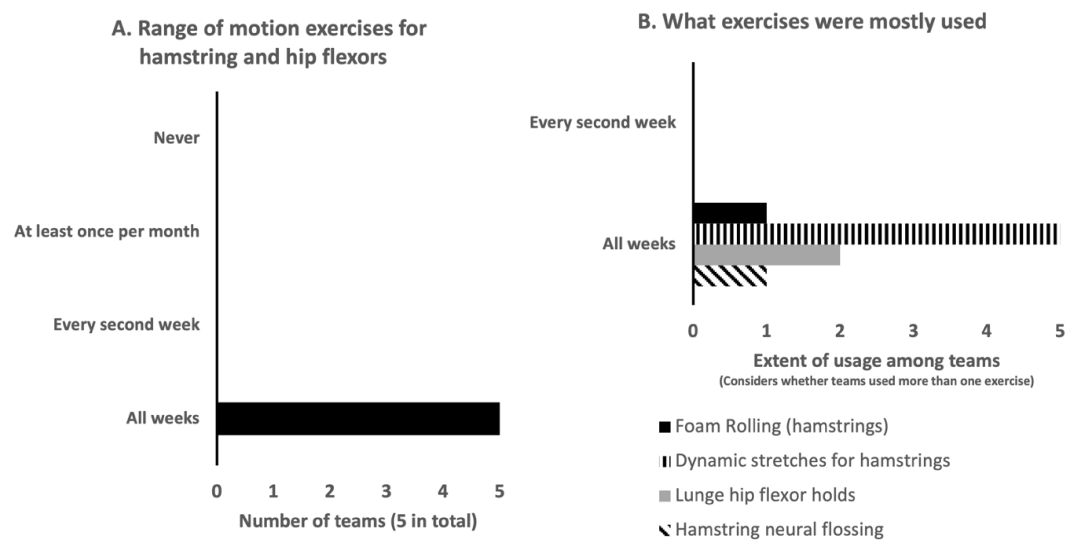 A. Range of motion exercises for
hamstring and hip flexors
Never
At least once per month
Every second week
All weeks
0 1 2 3 4 5
Number of teams (5 in total)
B. What exercises were mostly used
Every second week
All weeks
0 1 2 3 4 5
Extent of usage among teams
(Considers whether teams used more than one exercise)
Foam Rolling (hamstrings)
Dynamic stretches for hamstrings
Lunge hip flexor holds
Hamstring neural flossing